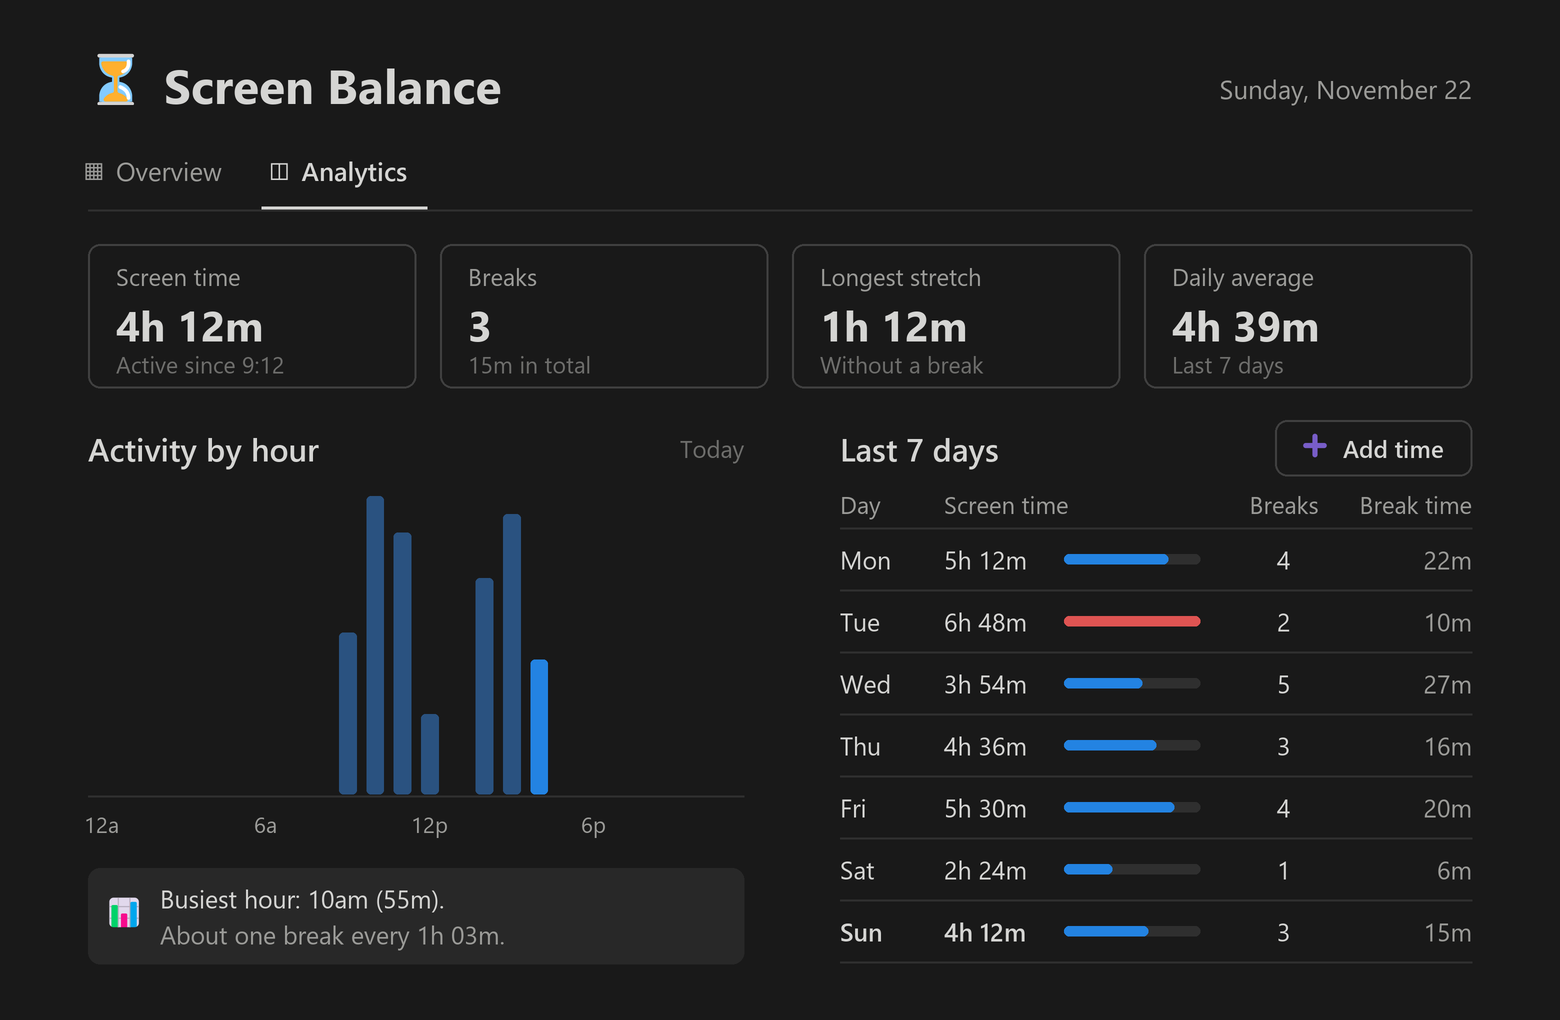 Screen Balance
Sunday, November 22
Overview
Analytics
Screen time
4h 12m
Active since 9:12
Breaks
3
15m in total
Longest stretch
1h 12m
Without a break
Daily average
4h 39m
Last 7 days
Activity by hour
Today
12a 6a 12p 6p
Busiest hour: 10am (55m).
About one break every 1h 03m.
Last 7 days
Add time
Day Screen time Breaks Break time
Mon 5h 12m 4 22m
Tue 6h 48m 2 10m
Wed 3h 54m 5 27m
Thu 4h 36m 3 16m
Fri 5h 30m 4 20m
Sat 2h 24m 1 6m
Sun 4h 12m 3 15m